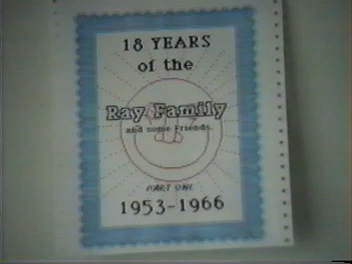 18 YEARS
of the
Ray Family
and some Friends.
PART ONE
1953-1966